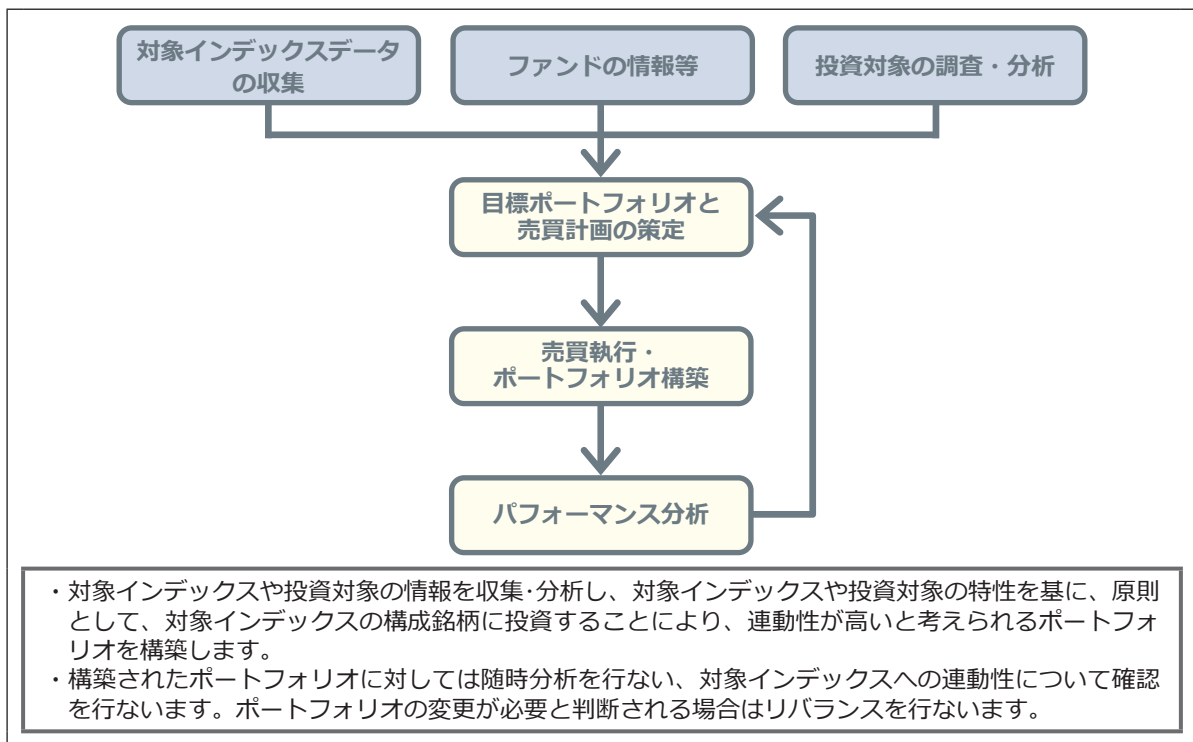 対象インデックスデータ
の収集
ファンドの情報等
投資対象の調査・分析
目標ポートフォリオと
売買計画の策定
売買執行・
ポートフォリオ構築
パフォーマンス分析
・対象インデックスや投資対象の情報を収集･分析し、対象インデックスや投資対象の特性を基に、原則
として、対象インデックスの構成銘柄に投資することにより、連動性が高いと考えられるポートフォ
リオを構築します。
・構築されたポートフォリオに対しては随時分析を行ない、対象インデックスへの連動性について確認
を行ないます。ポートフォリオの変更が必要と判断される場合はリバランスを行ないます。